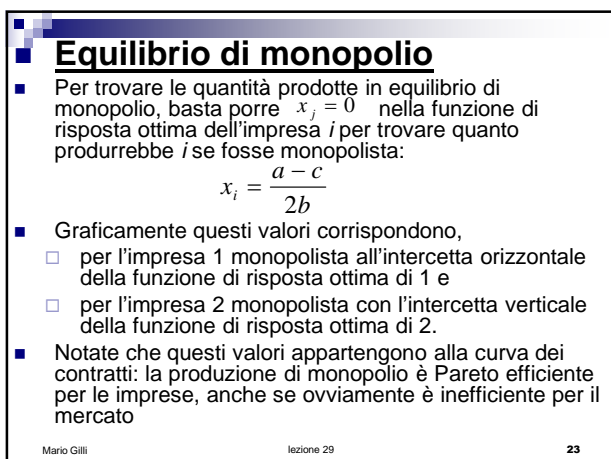 Equilibrio di monopolio
Per trovare le quantità prodotte in equilibrio di
monopolio, basta porre x_j = 0 nella funzione di
risposta ottima dell'impresa i per trovare quanto
produrrebbe i se fosse monopolista:
x_i = \frac{a - c}{2b}
Graficamente questi valori corrispondono,
per l'impresa 1 monopolista all'intercetta orizzontale
della funzione di risposta ottima di 1 e
per l'impresa 2 monopolista con l'intercetta verticale
della funzione di risposta ottima di 2.
Notate che questi valori appartengono alla curva dei
contratti: la produzione di monopolio è Pareto efficiente
per le imprese, anche se ovviamente è inefficiente per il
mercato
Mario Gilli lezione 29 23